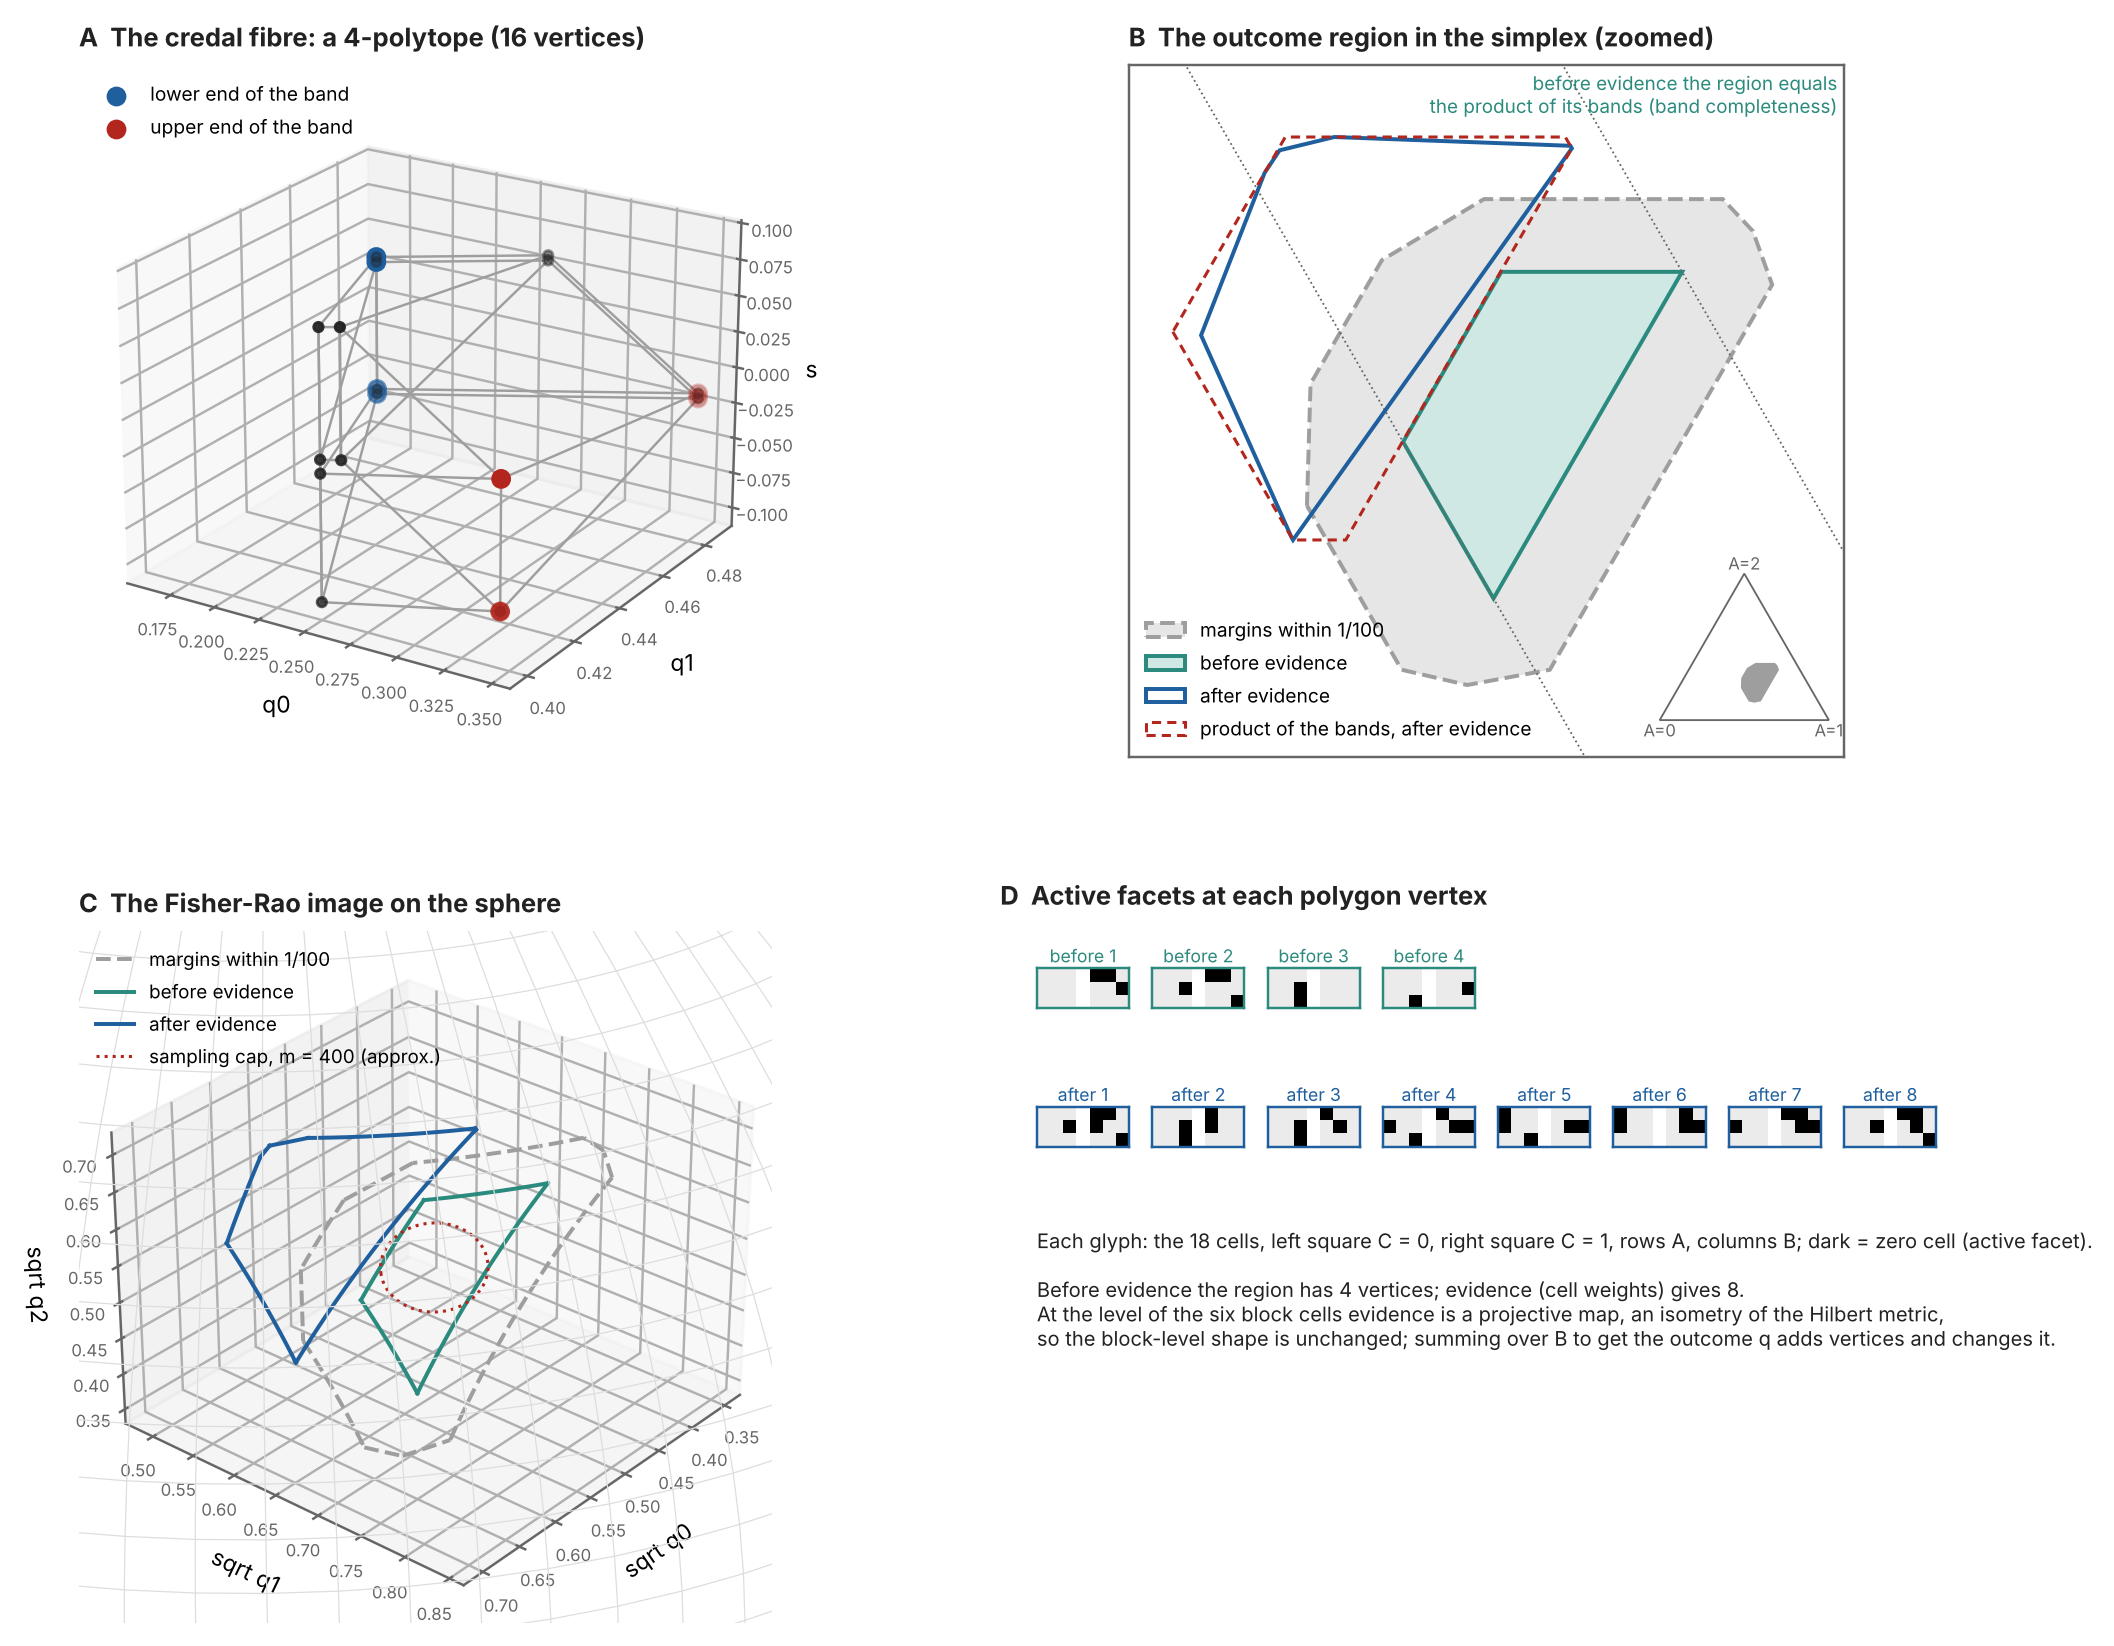 A The credal fibre: a 4-polytope (16 vertices)
lower end of the band
upper end of the band
0.100
0.075
0.050
0.025
0.000
−0.025
−0.050
−0.075
−0.100
s
0.175
0.200
0.225
0.250
0.275
0.300
0.325
0.350
q0
0.40
0.42
0.44
0.46
0.48
q1
B The outcome region in the simplex (zoomed)
before evidence the region equals
the product of its bands (band completeness)
margins within 1/100
before evidence
after evidence
product of the bands, after evidence
A=2
A=0
A=1
C The Fisher-Rao image on the sphere
margins within 1/100
before evidence
after evidence
sampling cap, m = 400 (approx.)
0.70
0.65
0.60
0.55
0.50
0.45
0.40
0.35
sqrt q2
0.50
0.55
0.60
0.65
0.70
0.75
0.80
0.85
sqrt q1
0.35
0.40
0.45
0.50
0.55
0.60
0.65
0.70
sqrt q0
D Active facets at each polygon vertex
before 1 before 2 before 3 before 4
after 1 after 2 after 3 after 4 after 5 after 6 after 7 after 8
Each glyph: the 18 cells, left square C = 0, right square C = 1, rows A, columns B; dark = zero cell (active facet).
Before evidence the region has 4 vertices; evidence (cell weights) gives 8.
At the level of the six block cells evidence is a projective map, an isometry of the Hilbert metric,
so the block-level shape is unchanged; summing over B to get the outcome q adds vertices and changes it.